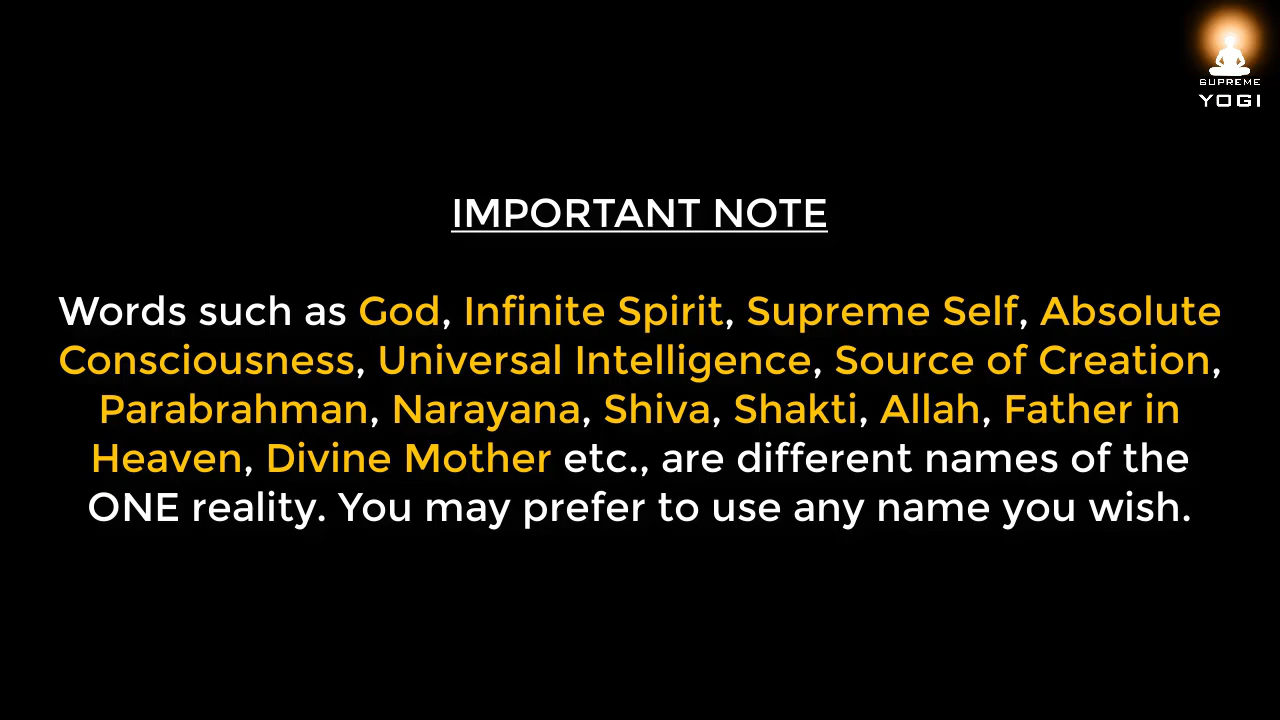 SUPREME
YOGI
IMPORTANT NOTE
Words such as God, Infinite Spirit, Supreme Self, Absolute
Consciousness, Universal Intelligence, Source of Creation,
Parabrahman, Narayana, Shiva, Shakti, Allah, Father in
Heaven, Divine Mother etc., are different names of the
ONE reality. You may prefer to use any name you wish.